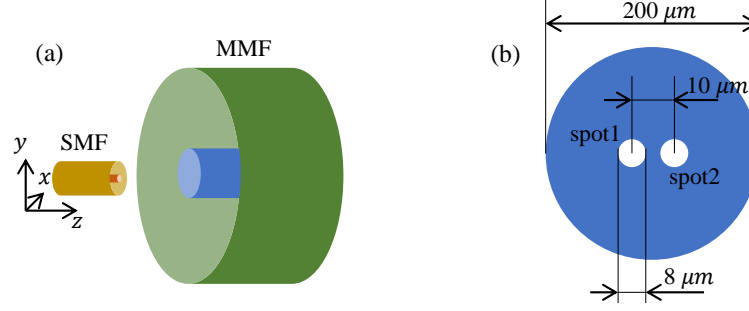 (a)
MMF
SMF
y
x
z
200 μm
(b)
10 μm
spot1
spot2
8 μm